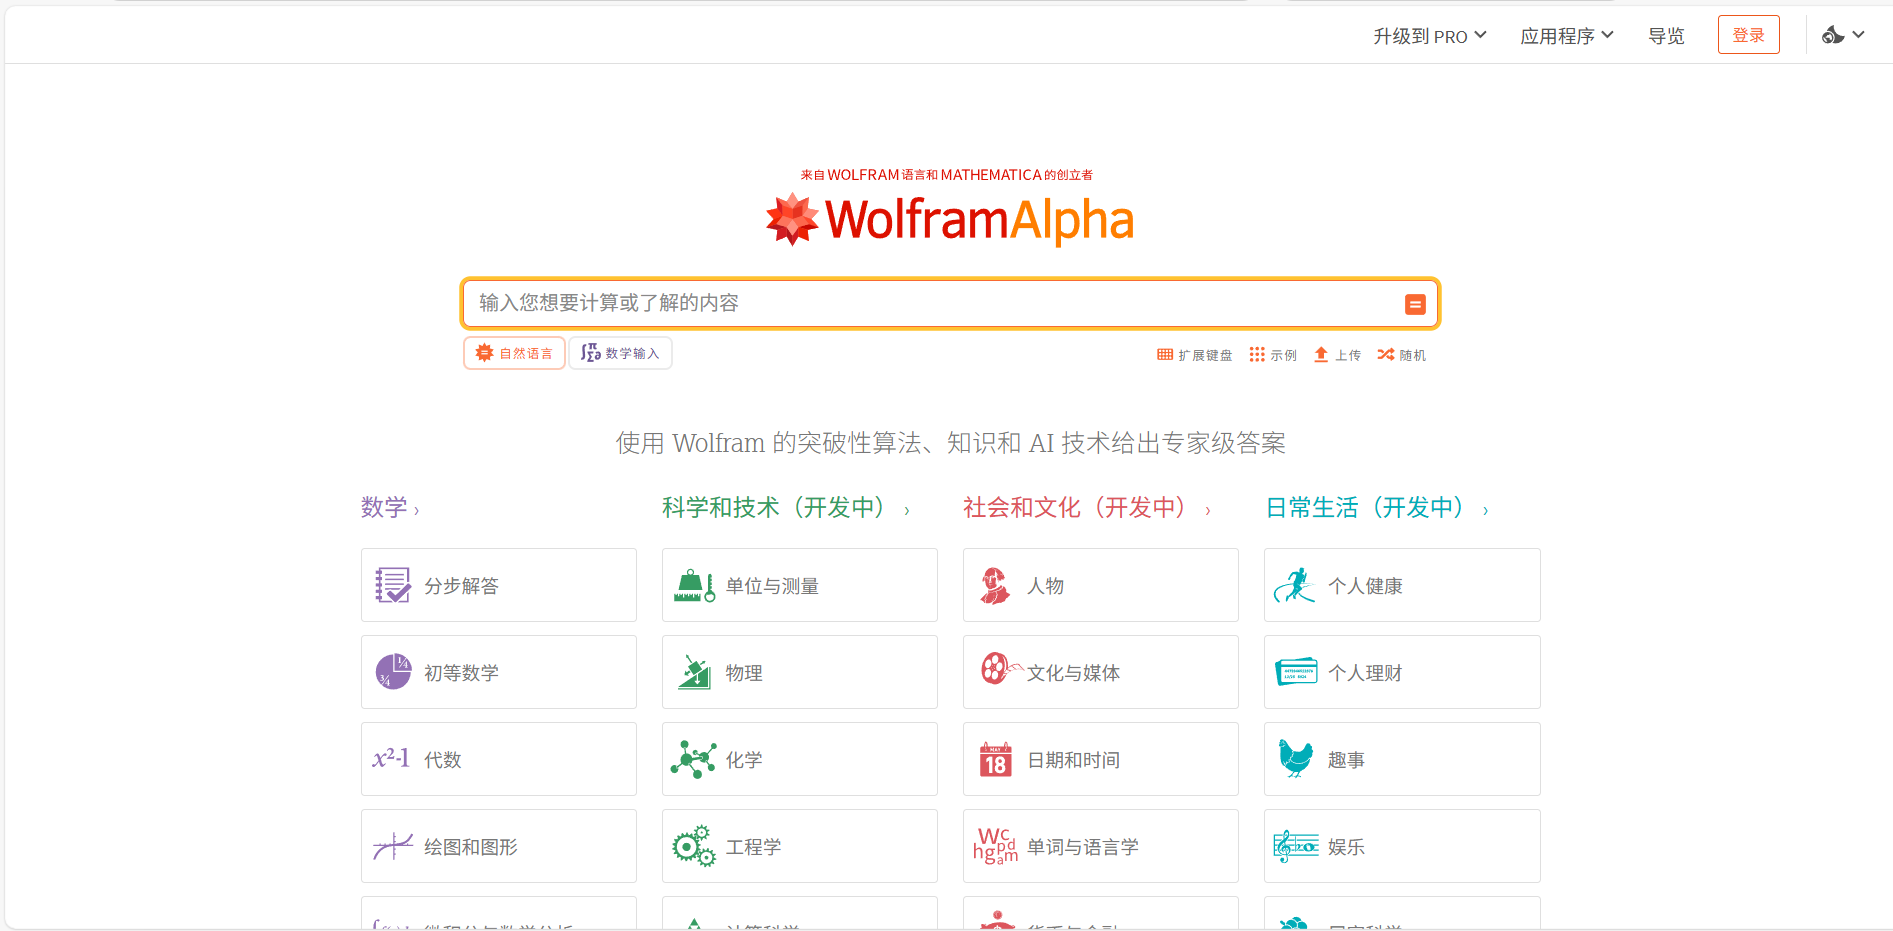 升级到 PRO
应用程序
导览
登录
来自 WOLFRAM 语言和 MATHEMATICA 的创立者
WolframAlpha
输入您想要计算或了解的内容
自然语言
数学输入
扩展键盘
示例
上传
随机
使用 Wolfram 的突破性算法、知识和 AI 技术给出专家级答案
数学 ›
科学和技术（开发中） ›
社会和文化（开发中） ›
日常生活（开发中） ›
分步解答
单位与测量
人物
个人健康
1/4
3/4
初等数学
物理
文化与媒体
个人理财
x²-1
代数
化学
MAY
18
日期和时间
趣事
绘图和图形
工程学
Wc
pd
hgam
单词与语言学
娱乐